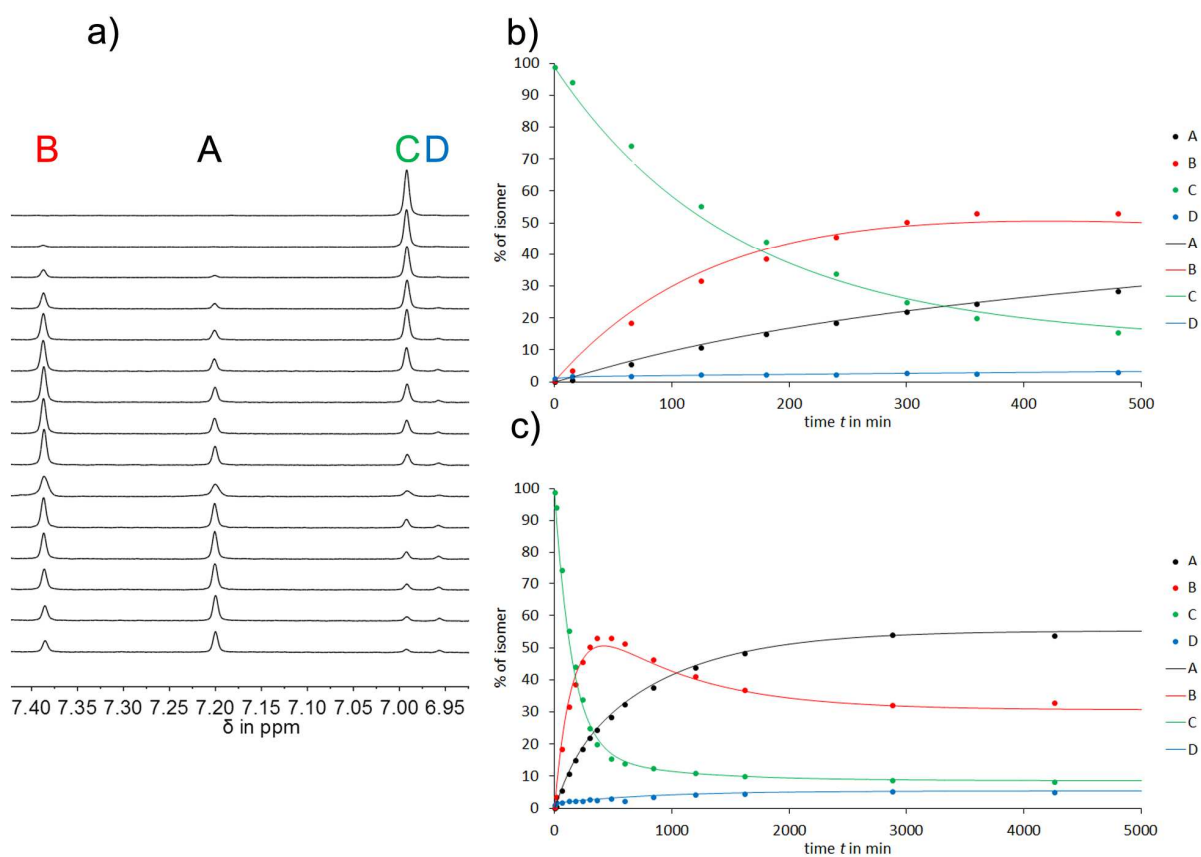 a)
B A C D
7.40 7.35 7.30 7.25 7.20 7.15 7.10 7.05 7.00 6.95
δ in ppm
b)
100
90
80
70
60
50
40
30
20
10
0
% of isomer
0 100 200 300 400 500
time t in min
A
B
C
D
A
B
C
D
c)
100
90
80
70
60
50
40
30
20
10
0
% of isomer
0 1000 2000 3000 4000 5000
time t in min
A
B
C
D
A
B
C
D